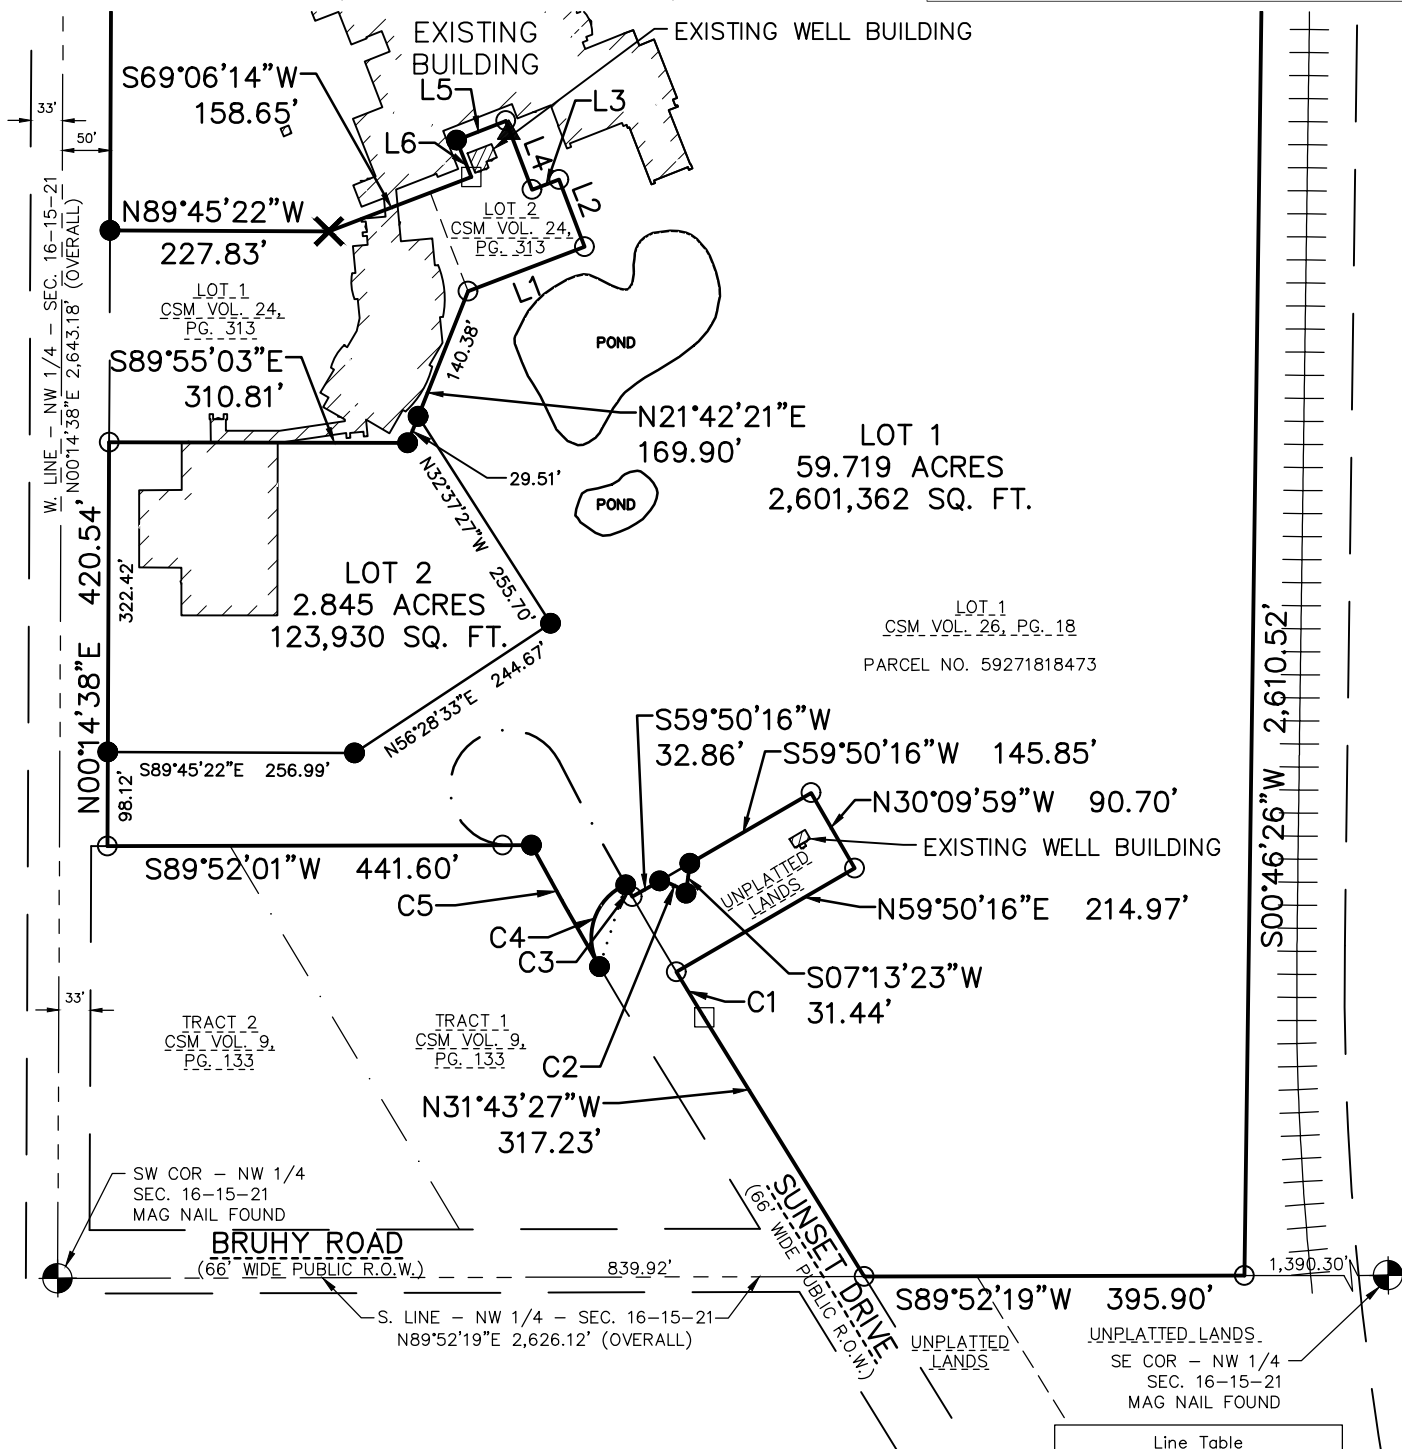 EXISTING
BUILDING
EXISTING WELL BUILDING
S69°06'14"W
158.65'
L5
L3
33'
50'
L6
L4
L2
N89°45'22"W
227.83'
LOT 2
CSM VOL. 24,
PG. 313
L1
W. LINE - NW 1/4 - SEC. 16-15-21
N00°14'38"E 2,643.18' (OVERALL)
LOT 1
CSM VOL. 24,
PG. 313
POND
140.38'
S89°55'03"E
310.81'
N21°42'21"E
169.90'
LOT 1
59.719 ACRES
2,601,362 SQ. FT.
29.51'
POND
N32°37'27"W 255.70'
N00°14'38"E 420.54'
322.42'
LOT 2
2.845 ACRES
123,930 SQ. FT.
LOT 1
CSM VOL. 26, PG. 18
PARCEL NO. 59271818473
S00°46'26"W 2,610.52'
N56°28'33"E 244.67'
S89°45'22"E 256.99'
98.12'
S59°50'16"W
32.86'
S59°50'16"W 145.85'
N30°09'59"W 90.70'
EXISTING WELL BUILDING
S89°52'01"W 441.60'
UNPLATTED
LANDS
C5
N59°50'16"E 214.97'
C4
C3
S07°13'23"W
31.44'
C1
33'
TRACT 2
CSM VOL. 9,
PG. 133
TRACT 1
CSM VOL. 9,
PG. 133
C2
N31°43'27"W
317.23'
SW COR - NW 1/4
SEC. 16-15-21
MAG NAIL FOUND
SUNSET DRIVE
(66' WIDE PUBLIC R.O.W.)
BRUHY ROAD
(66' WIDE PUBLIC R.O.W.)
839.92'
1,390.30'
S89°52'19"W 395.90'
S. LINE - NW 1/4 - SEC. 16-15-21
N89°52'19"E 2,626.12' (OVERALL)
UNPLATTED
LANDS
UNPLATTED LANDS
SE COR - NW 1/4
SEC. 16-15-21
MAG NAIL FOUND
Line Table